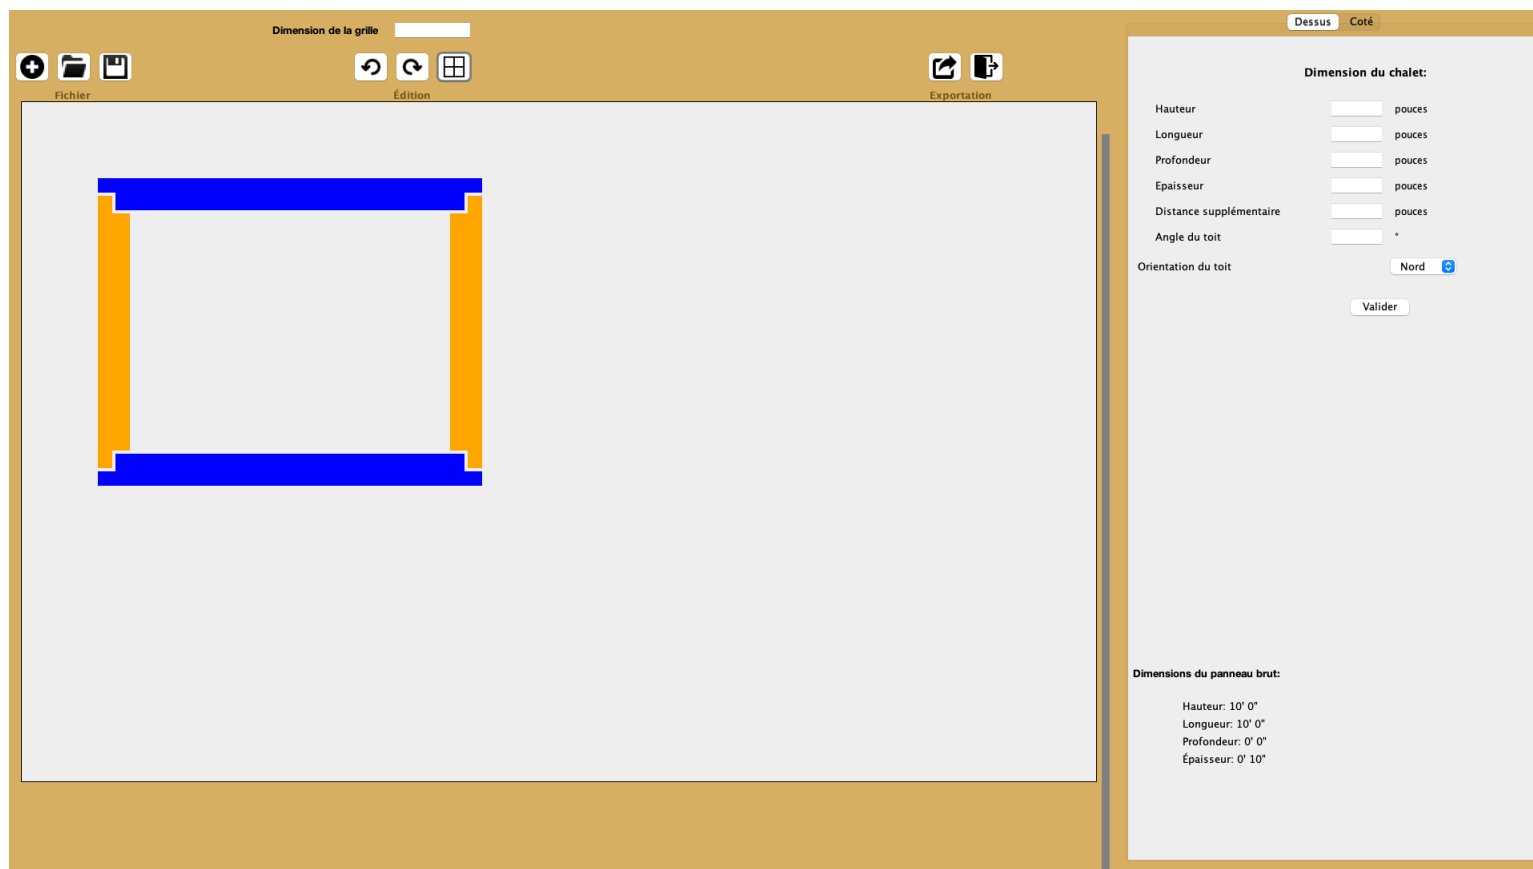 Dimension de la grille
Dessus Coté
Fichier
Édition
Exportation
Dimension du chalet:
Hauteur pouces
Longueur pouces
Profondeur pouces
Epaisseur pouces
Distance supplémentaire pouces
Angle du toit °
Orientation du toit Nord
Valider
Dimensions du panneau brut:
Hauteur: 10' 0"
Longueur: 10' 0"
Profondeur: 0' 0"
Épaisseur: 0' 10"